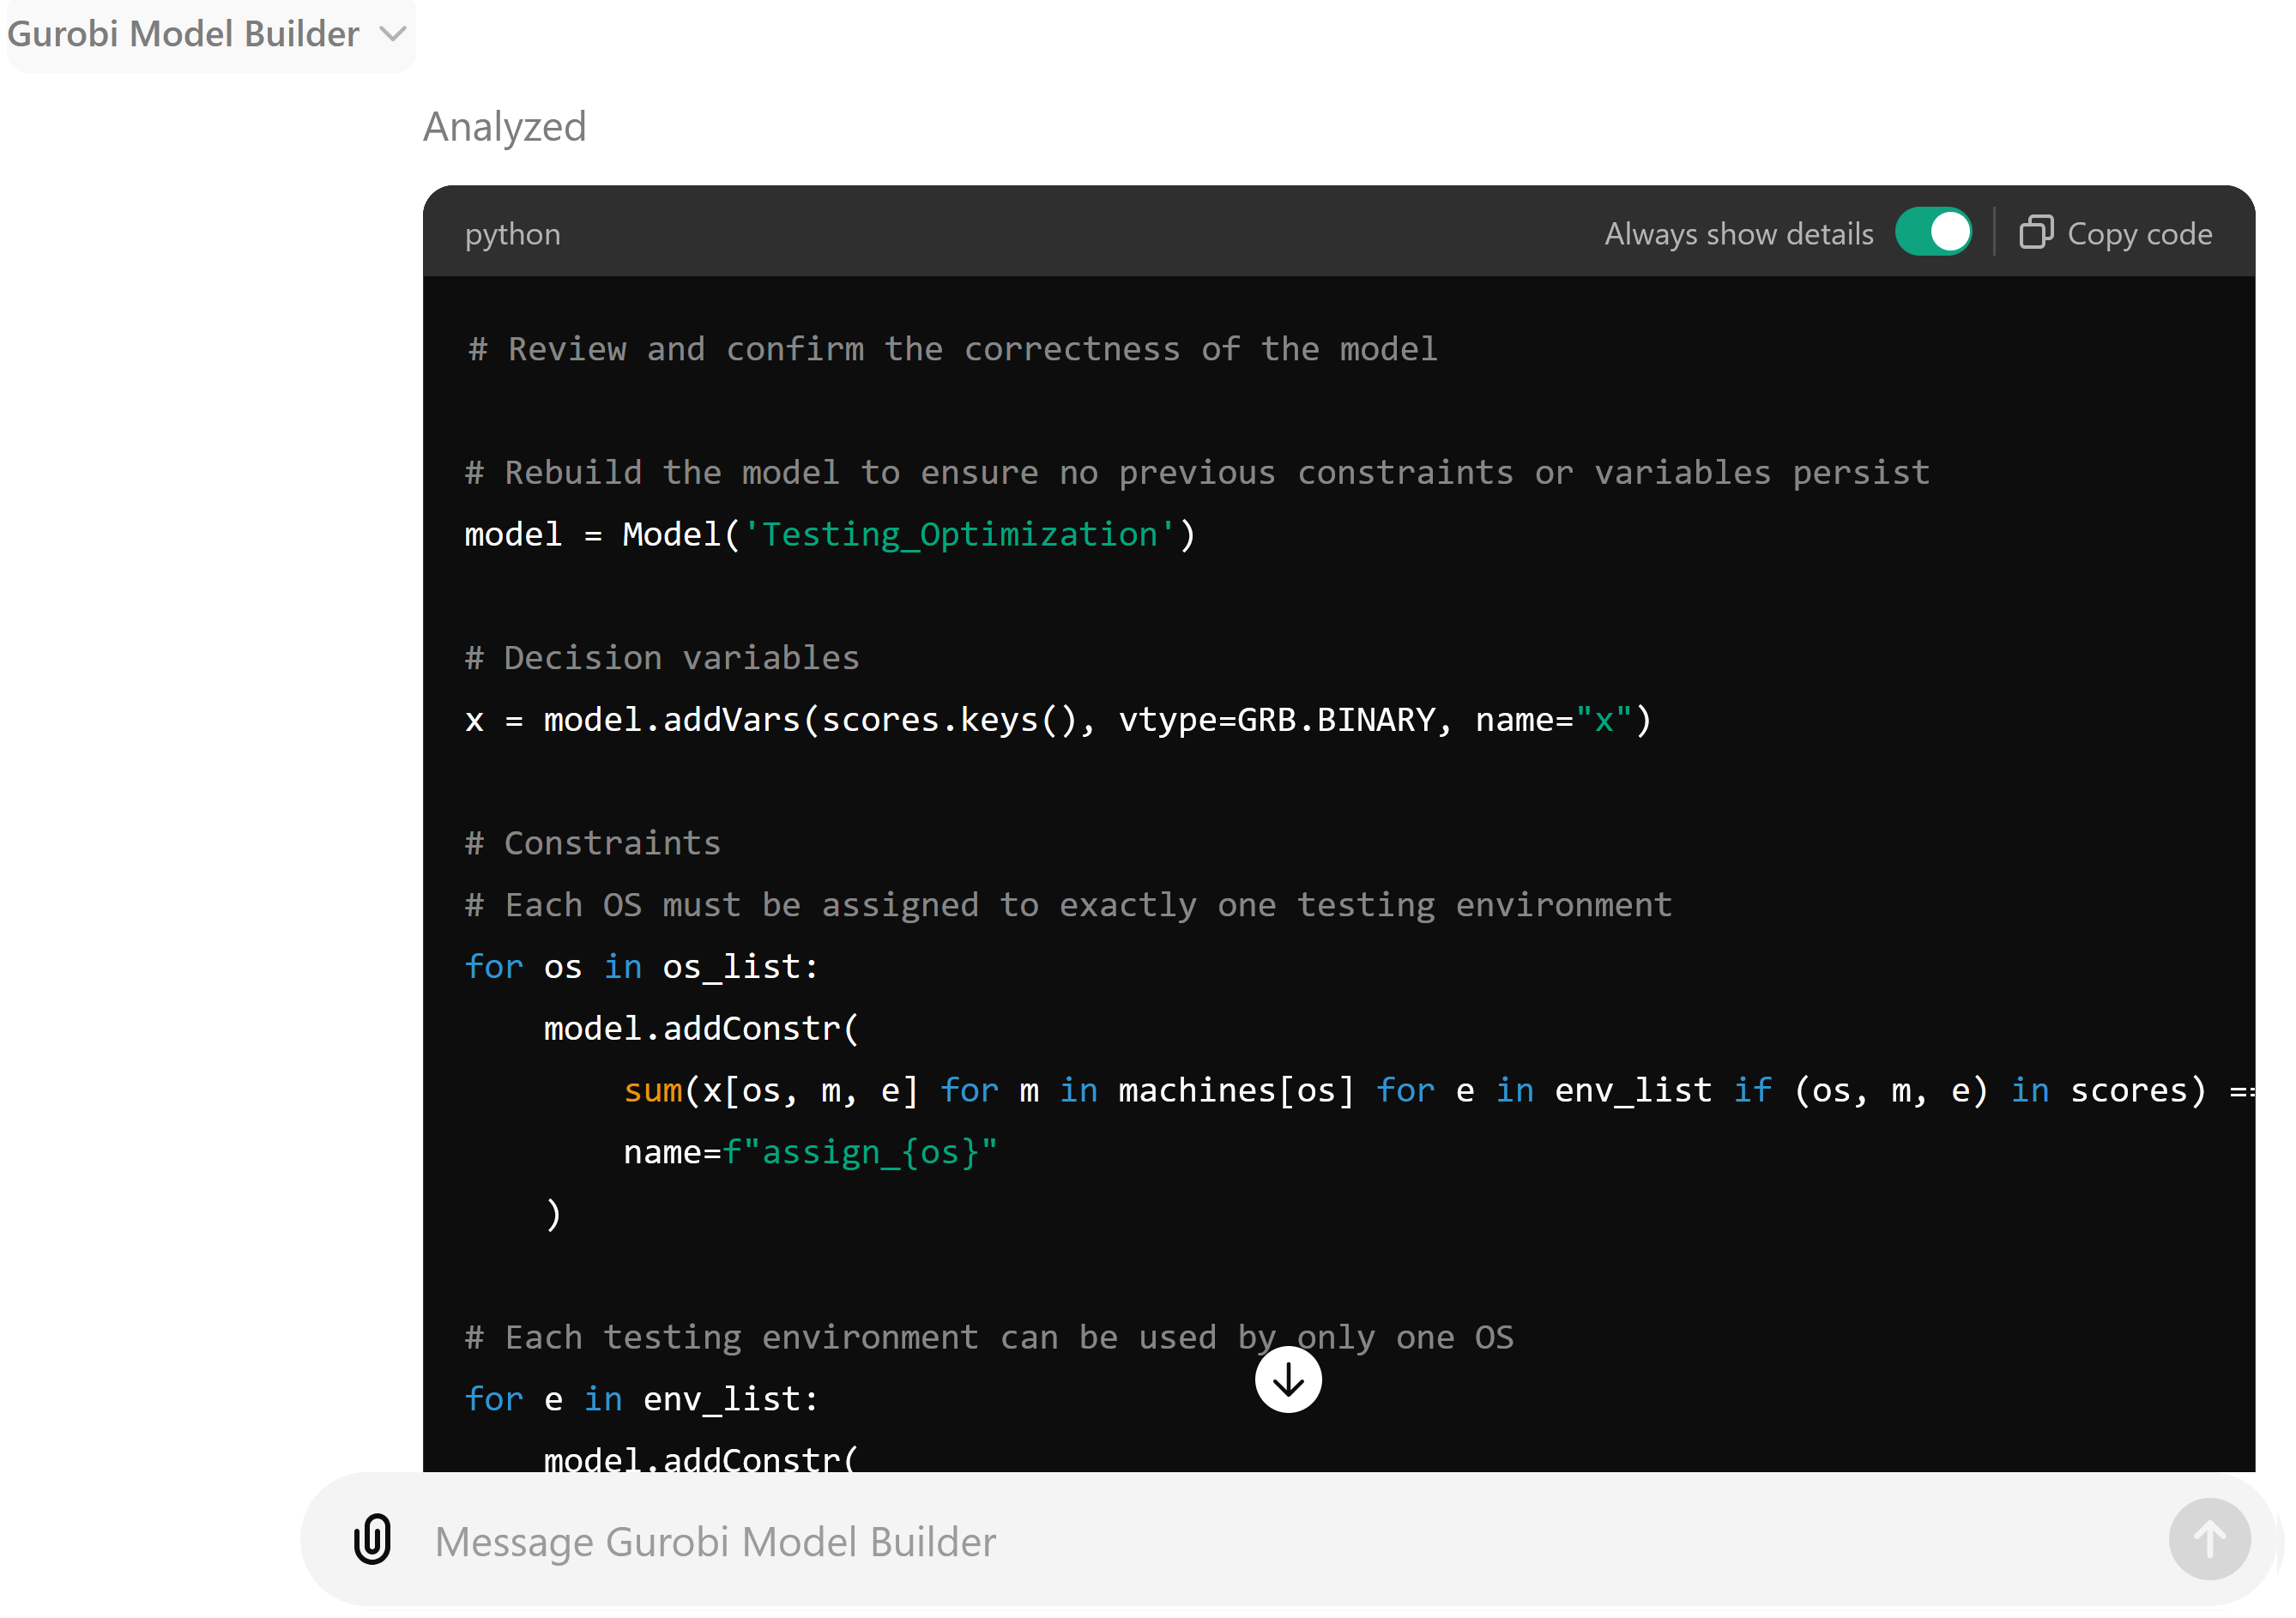 Gurobi Model Builder
Analyzed
python
Always show details
Copy code
# Review and confirm the correctness of the model
# Rebuild the model to ensure no previous constraints or variables persist
model = Model('Testing_Optimization')
# Decision variables
x = model.addVars(scores.keys(), vtype=GRB.BINARY, name="x")
# Constraints
# Each OS must be assigned to exactly one testing environment
for os in os_list:
    model.addConstr(
        sum(x[os, m, e] for m in machines[os] for e in env_list if (os, m, e) in scores) ==
        name=f"assign_{os}"
    )
# Each testing environment can be used by only one OS
for e in env_list:
    model.addConstr(
Message Gurobi Model Builder